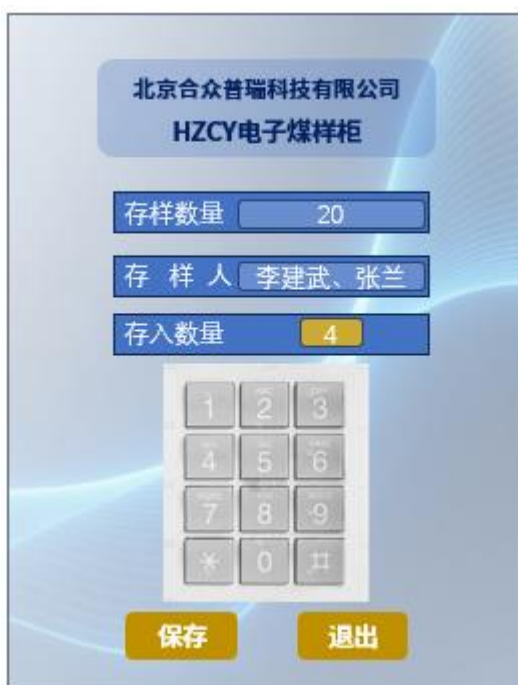 北京合众普瑞科技有限公司
HZCY电子煤样柜
存样数量 20
存 样 人 李建武、张兰
存入数量 4
1 2 3
4 5 6
7 8 9
* 0 #
保存 退出